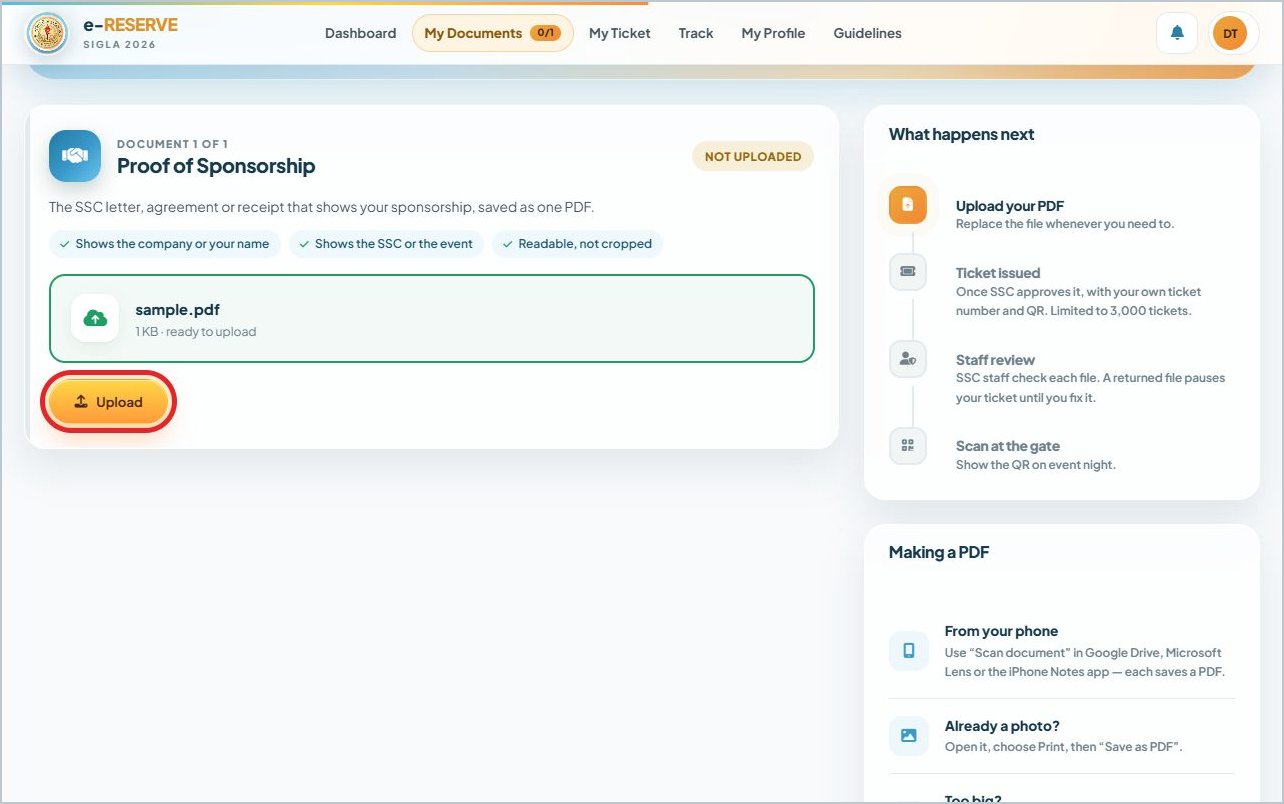 e-RESERVE
SIGLA 2026
Dashboard
My Documents 0/1
My Ticket
Track
My Profile
Guidelines
DT
DOCUMENT 1 OF 1
Proof of Sponsorship
NOT UPLOADED
The SSC letter, agreement or receipt that shows your sponsorship, saved as one PDF.
Shows the company or your name
Shows the SSC or the event
Readable, not cropped
sample.pdf
1 KB · ready to upload
Upload
What happens next
Upload your PDF
Replace the file whenever you need to.
Ticket issued
Once SSC approves it, with your own ticket
number and QR. Limited to 3,000 tickets.
Staff review
SSC staff check each file. A returned file pauses
your ticket until you fix it.
Scan at the gate
Show the QR on event night.
Making a PDF
From your phone
Use “Scan document” in Google Drive, Microsoft
Lens or the iPhone Notes app — each saves a PDF.
Already a photo?
Open it, choose Print, then “Save as PDF”.
Too big?